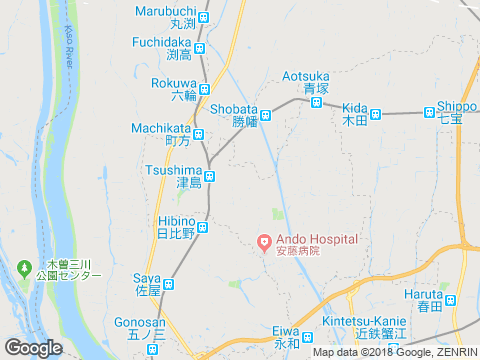 Marubuchi
丸渕
Fuchidaka
渕高
Kiso River
Rokuwa
六輪
Aotsuka
青塚
Shobata
勝幡
Kida
木田
Shippo
七宝
Machikata
町方
Tsushima
津島
Hibino
日比野
Ando Hospital
安藤病院
木曽三川
公園センター
Saya
佐屋
Haruta
春田
Gonosan
五ノ三
Eiwa
永和
Kintetsu-Kanie
近鉄蟹江
Google
Map data ©2018 Google, ZENRIN